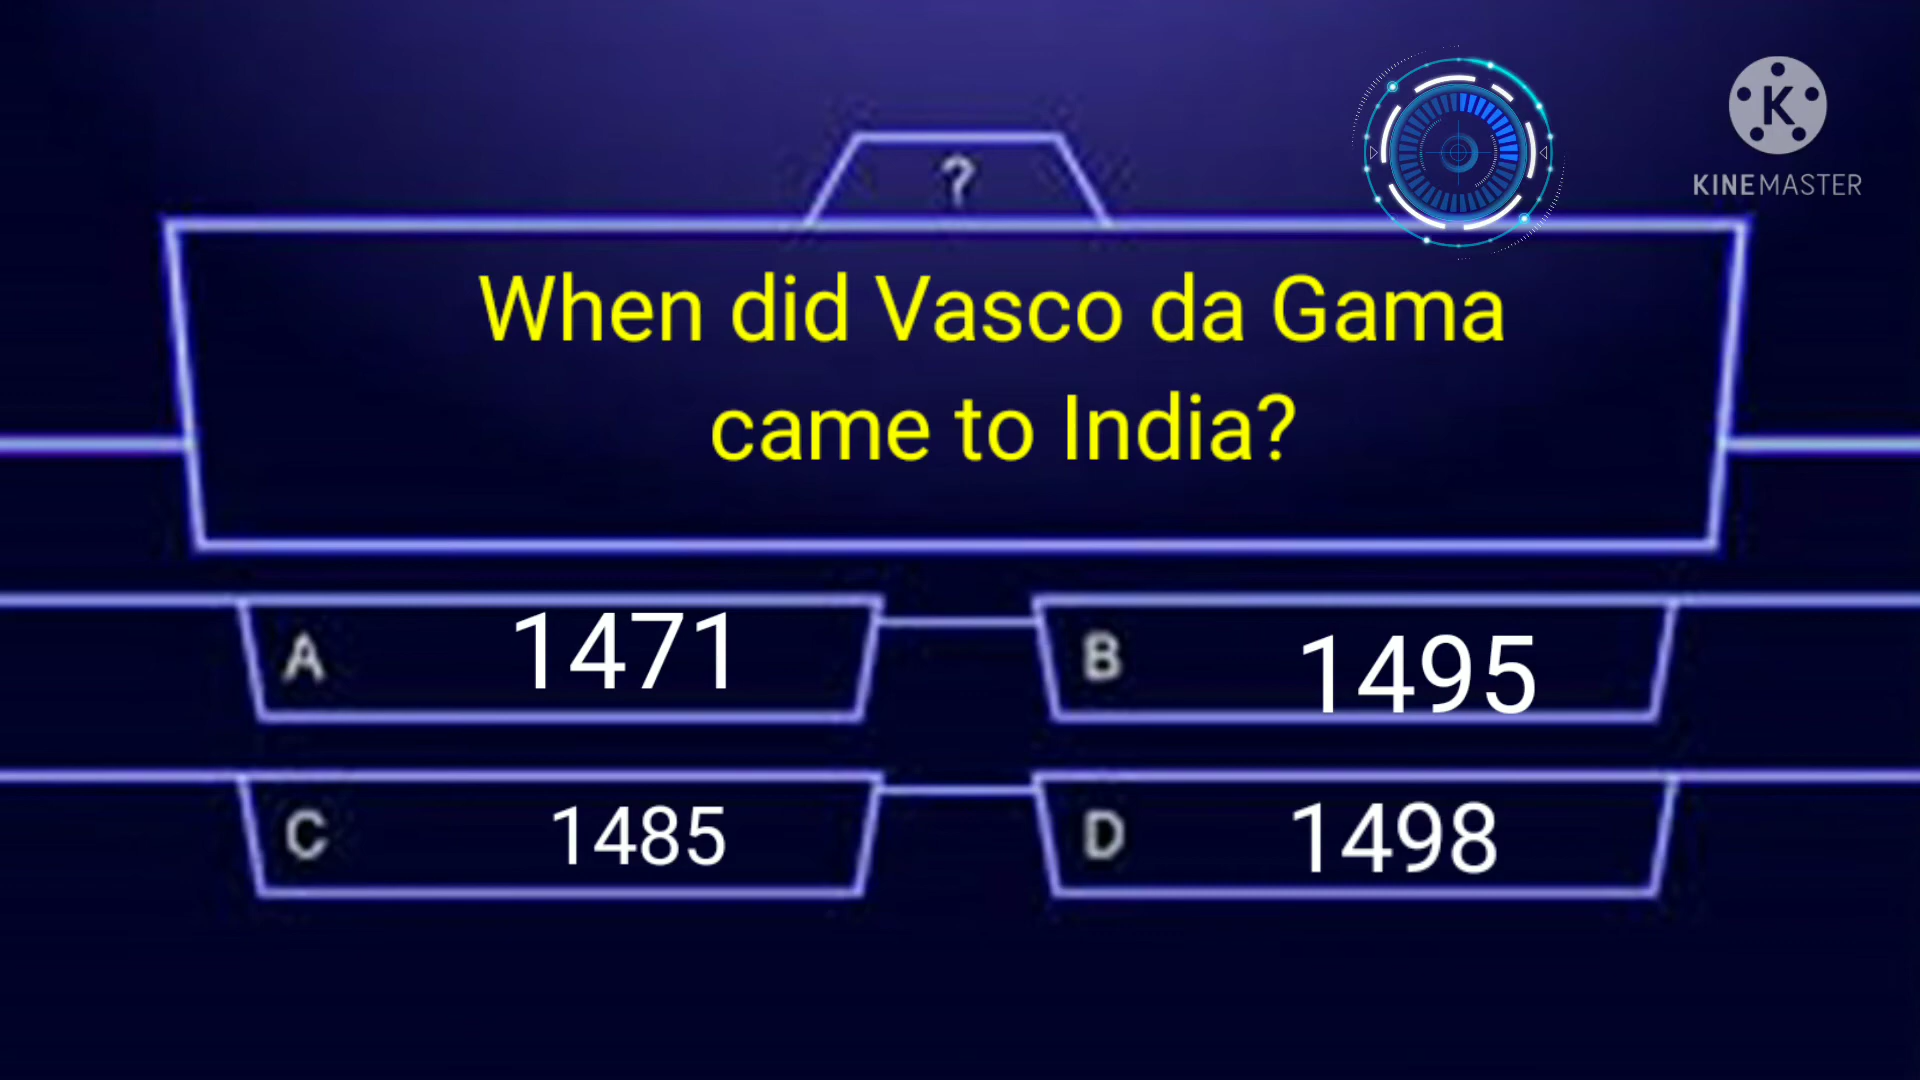 ?
KINEMASTER
When did Vasco da Gama
came to India?
A 1471
B 1495
C 1485
D 1498